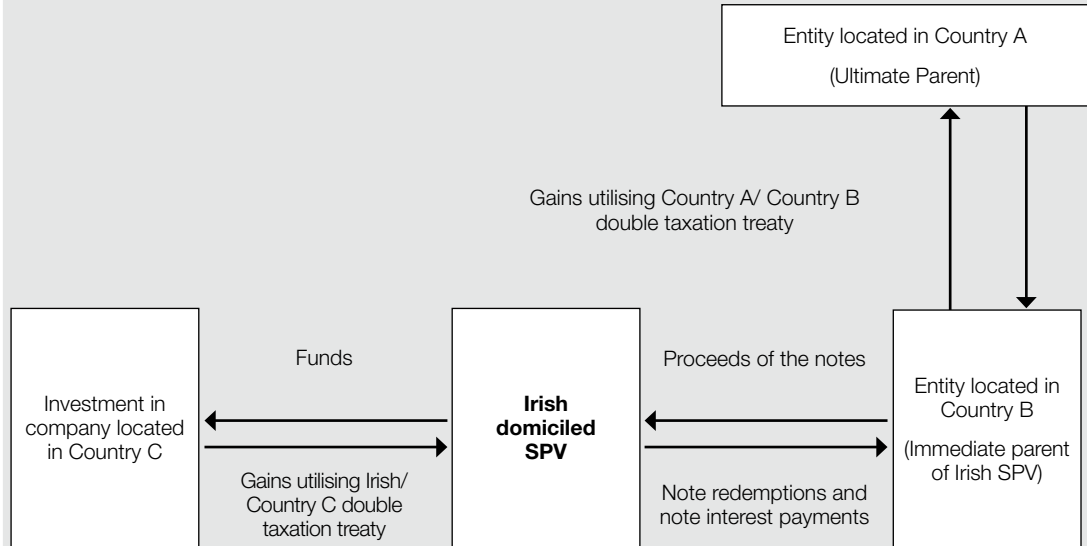 Entity located in Country A
(Ultimate Parent)
Gains utilising Country A/ Country B
double taxation treaty
Funds
Proceeds of the notes
Investment in
company located
in Country C
Irish
domiciled
SPV
Entity located in
Country B
(Immediate parent
of Irish SPV)
Gains utilising Irish/
Country C double
taxation treaty
Note redemptions and
note interest payments